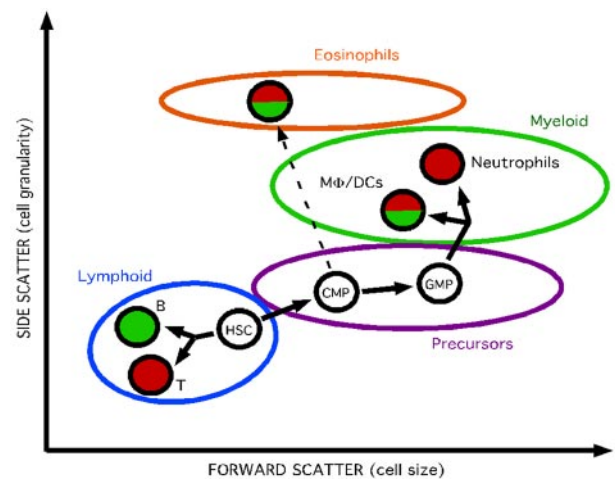 Eosinophils
Myeloid
Neutrophils
MΦ/DCs
Lymphoid
B
T
HSC
CMP
GMP
Precursors
SIDE SCATTER (cell granularity)
FORWARD SCATTER (cell size)